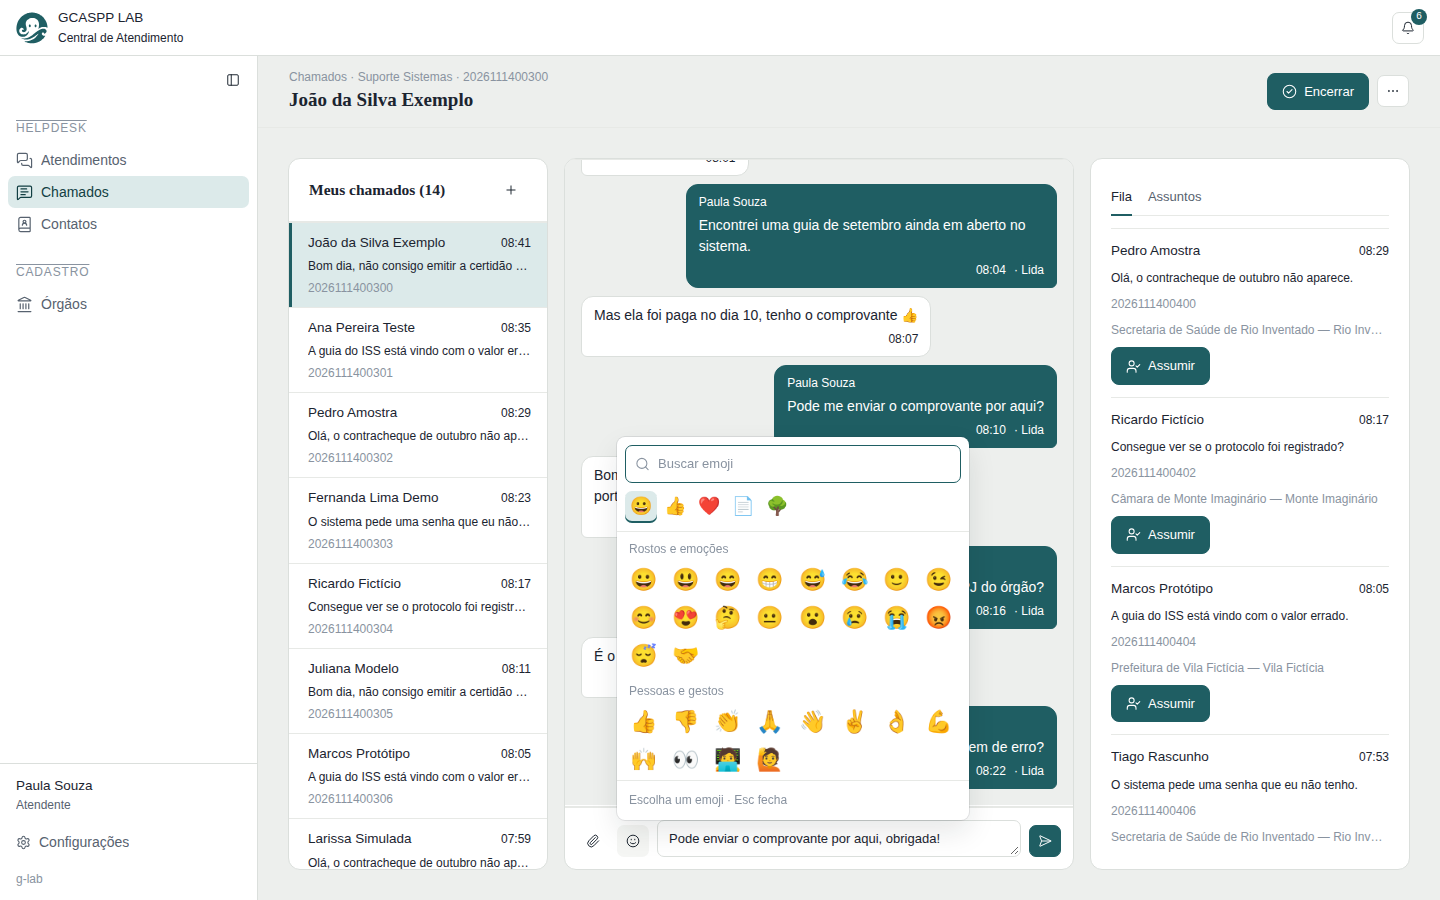 GCASPP LAB
Central de Atendimento
6
HELPDESK
Atendimentos
Chamados
Contatos
CADASTRO
Órgãos
Paula Souza
Atendente
Configurações
g-lab
Chamados · Suporte Sistemas · 2026111400300
João da Silva Exemplo
Encerrar
Meus chamados (14)
João da Silva Exemplo 08:41
Bom dia, não consigo emitir a certidão …
2026111400300
Ana Pereira Teste 08:35
A guia do ISS está vindo com o valor er…
2026111400301
Pedro Amostra 08:29
Olá, o contracheque de outubro não ap…
2026111400302
Fernanda Lima Demo 08:23
O sistema pede uma senha que eu não…
2026111400303
Ricardo Fictício 08:17
Consegue ver se o protocolo foi registr…
2026111400304
Juliana Modelo 08:11
Bom dia, não consigo emitir a certidão …
2026111400305
Marcos Protótipo 08:05
A guia do ISS está vindo com o valor er…
2026111400306
Larissa Simulada 07:59
Olá, o contracheque de outubro não ap…
Paula Souza
Encontrei uma guia de setembro ainda em aberto no
sistema.
08:04 · Lida
Mas ela foi paga no dia 10, tenho o comprovante 👍
08:07
Paula Souza
Pode me enviar o comprovante por aqui?
08:10 · Lida
J do órgão?
08:16 · Lida
É o
em de erro?
08:22 · Lida
Buscar emoji
Rostos e emoções
Pessoas e gestos
Escolha um emoji · Esc fecha
Pode enviar o comprovante por aqui, obrigada!
Fila Assuntos
Pedro Amostra 08:29
Olá, o contracheque de outubro não aparece.
2026111400400
Secretaria de Saúde de Rio Inventado — Rio Inv…
Assumir
Ricardo Fictício 08:17
Consegue ver se o protocolo foi registrado?
2026111400402
Câmara de Monte Imaginário — Monte Imaginário
Assumir
Marcos Protótipo 08:05
A guia do ISS está vindo com o valor errado.
2026111400404
Prefeitura de Vila Fictícia — Vila Fictícia
Assumir
Tiago Rascunho 07:53
O sistema pede uma senha que eu não tenho.
2026111400406
Secretaria de Saúde de Rio Inventado — Rio Inv…